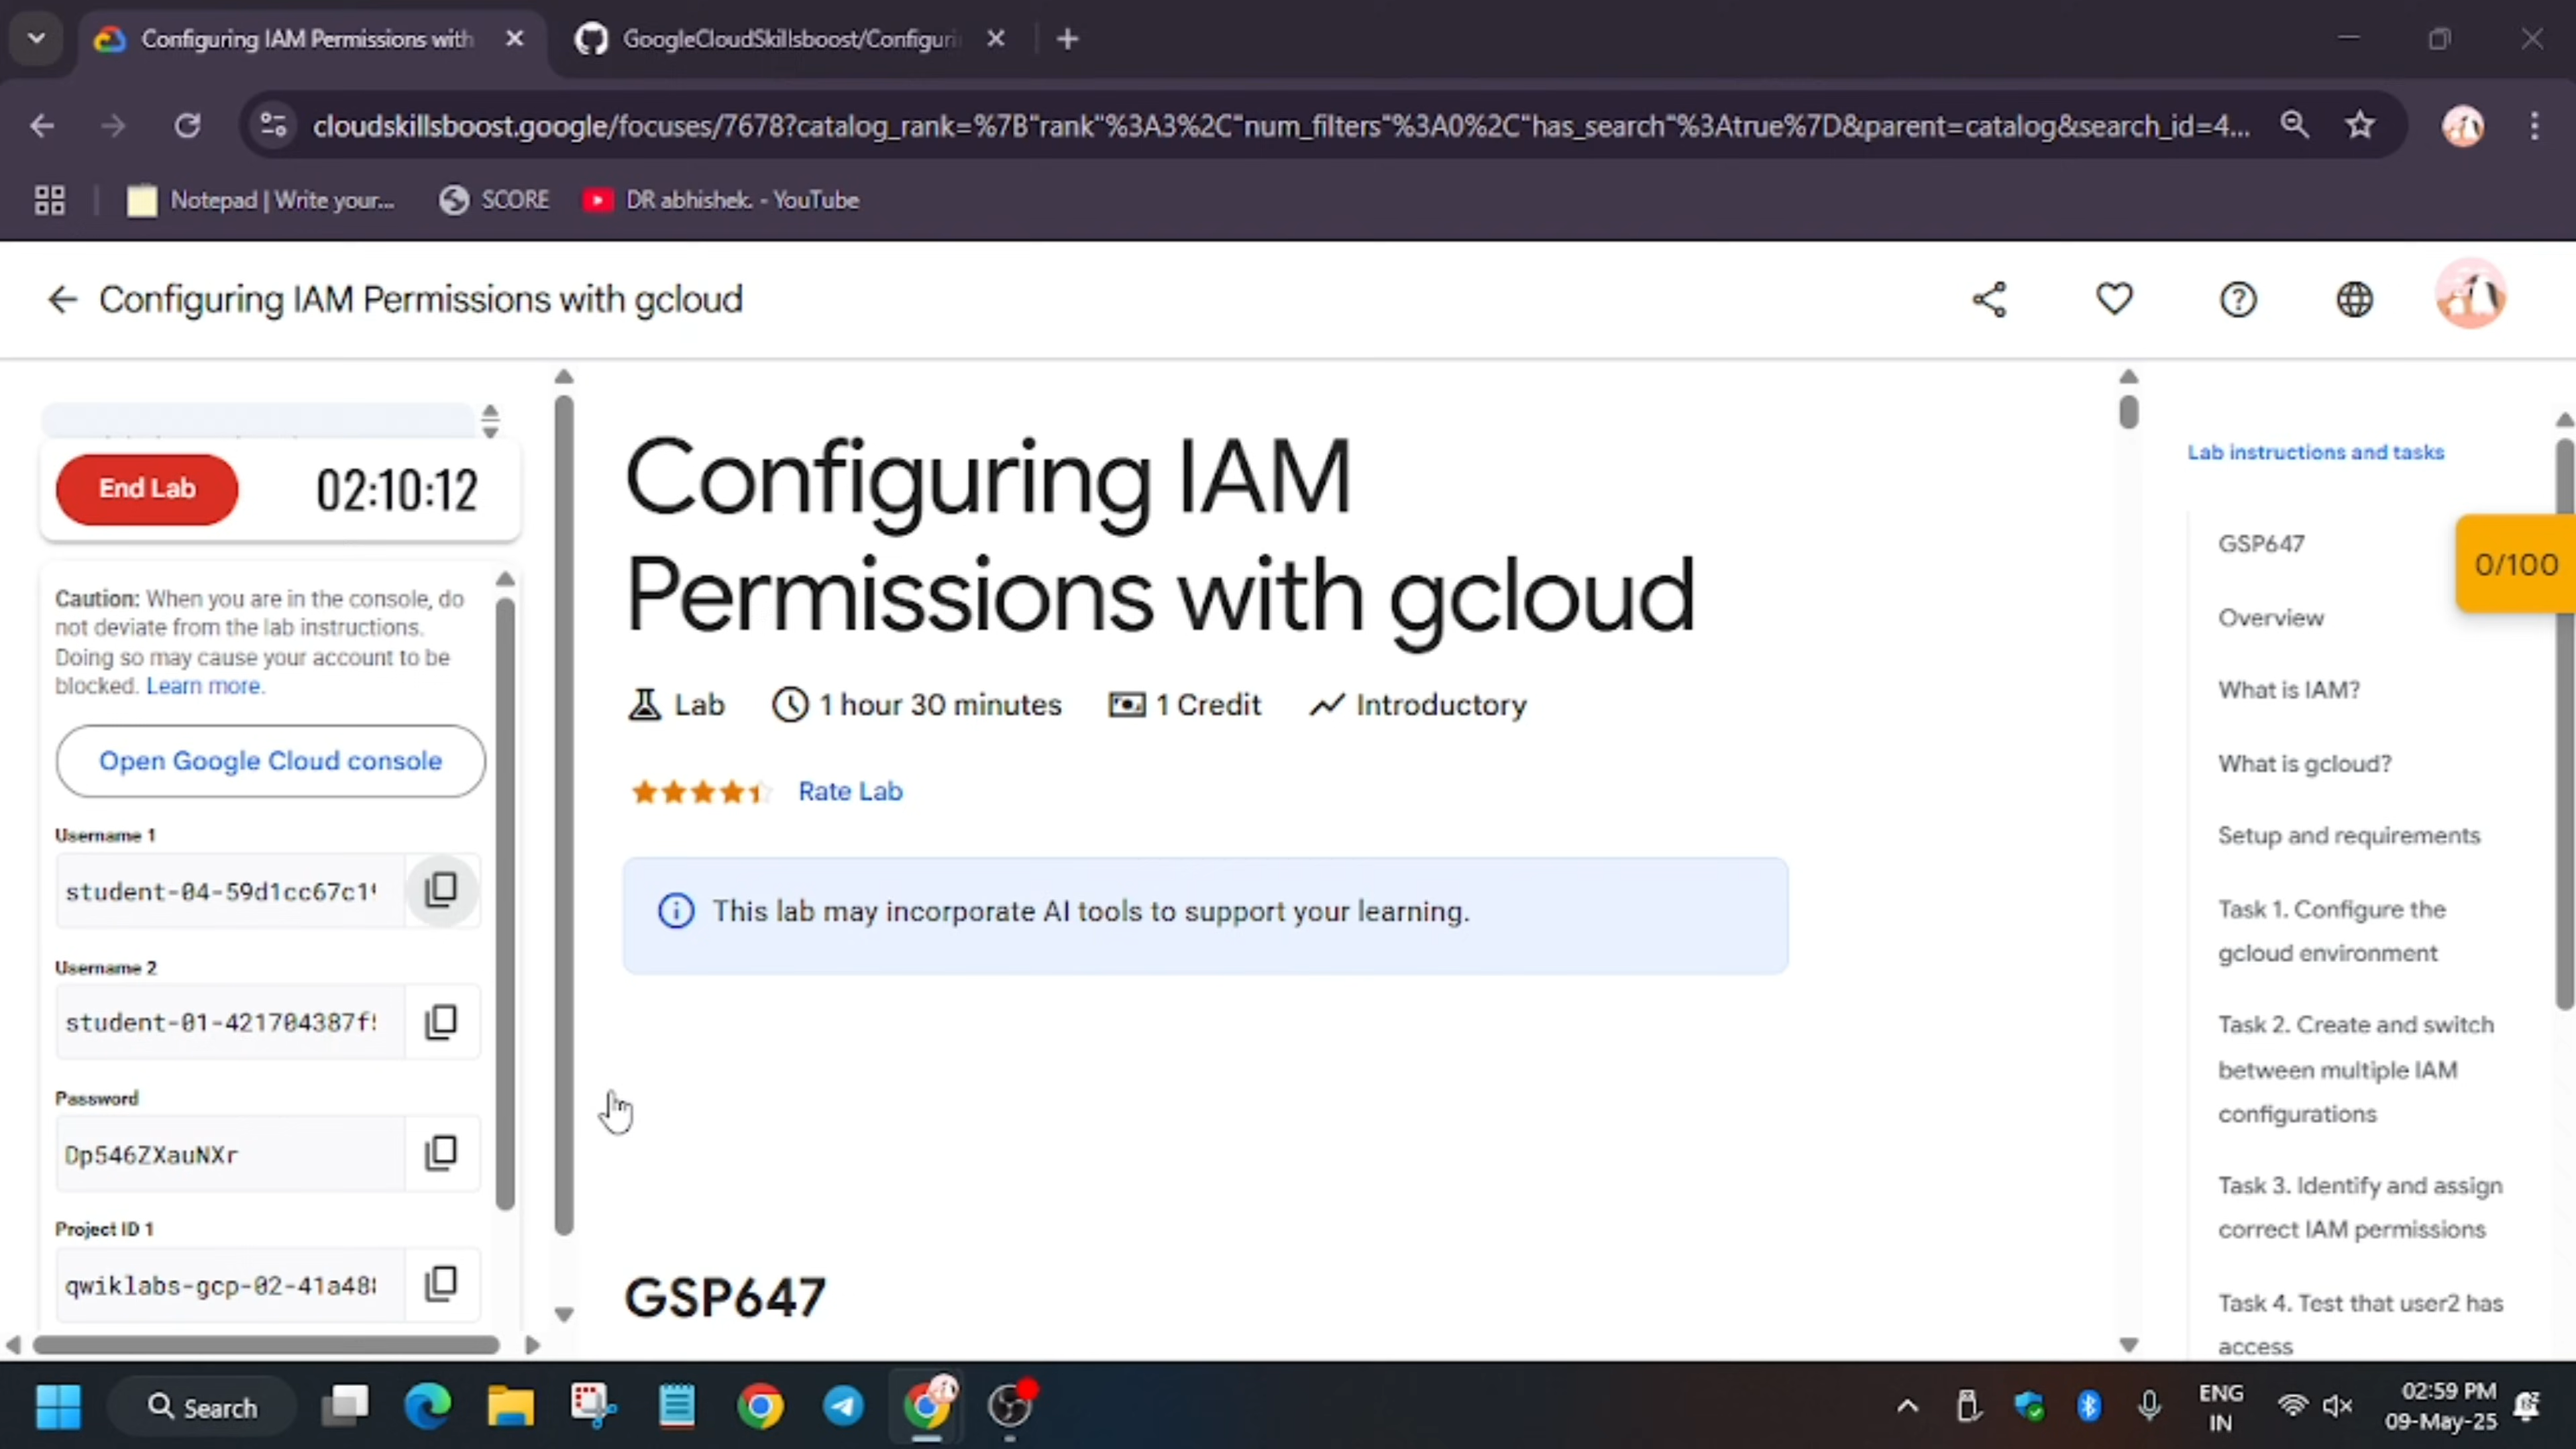 Configuring IAM Permissions with
GoogleCloudSkillsboost/Configuri
cloudskillsboost.google/focuses/7678?catalog_rank=%7B"rank"%3A3%2C"num_filters"%3A0%2C"has_search"%3Atrue%7D&parent=catalog&search_id=4...
Notepad | Write your...
SCORE
DR abhishek. - YouTube
Configuring IAM Permissions with gcloud
End Lab
02:10:12
Caution: When you are in the console, do
not deviate from the lab instructions.
Doing so may cause your account to be
blocked. Learn more.
Open Google Cloud console
Username 1
student-04-59d1cc67c1
Username 2
student-01-421704387f
Password
Dp546ZXauNXr
Project ID 1
qwiklabs-gcp-02-41a48
Configuring IAM
Permissions with gcloud
Lab
1 hour 30 minutes
1 Credit
Introductory
Rate Lab
This lab may incorporate AI tools to support your learning.
GSP647
Lab instructions and tasks
GSP647
0/100
Overview
What is IAM?
What is gcloud?
Setup and requirements
Task 1. Configure the
gcloud environment
Task 2. Create and switch
between multiple IAM
configurations
Task 3. Identify and assign
correct IAM permissions
Task 4. Test that user2 has
access
Search
ENG
IN
02:59 PM
09-May-25